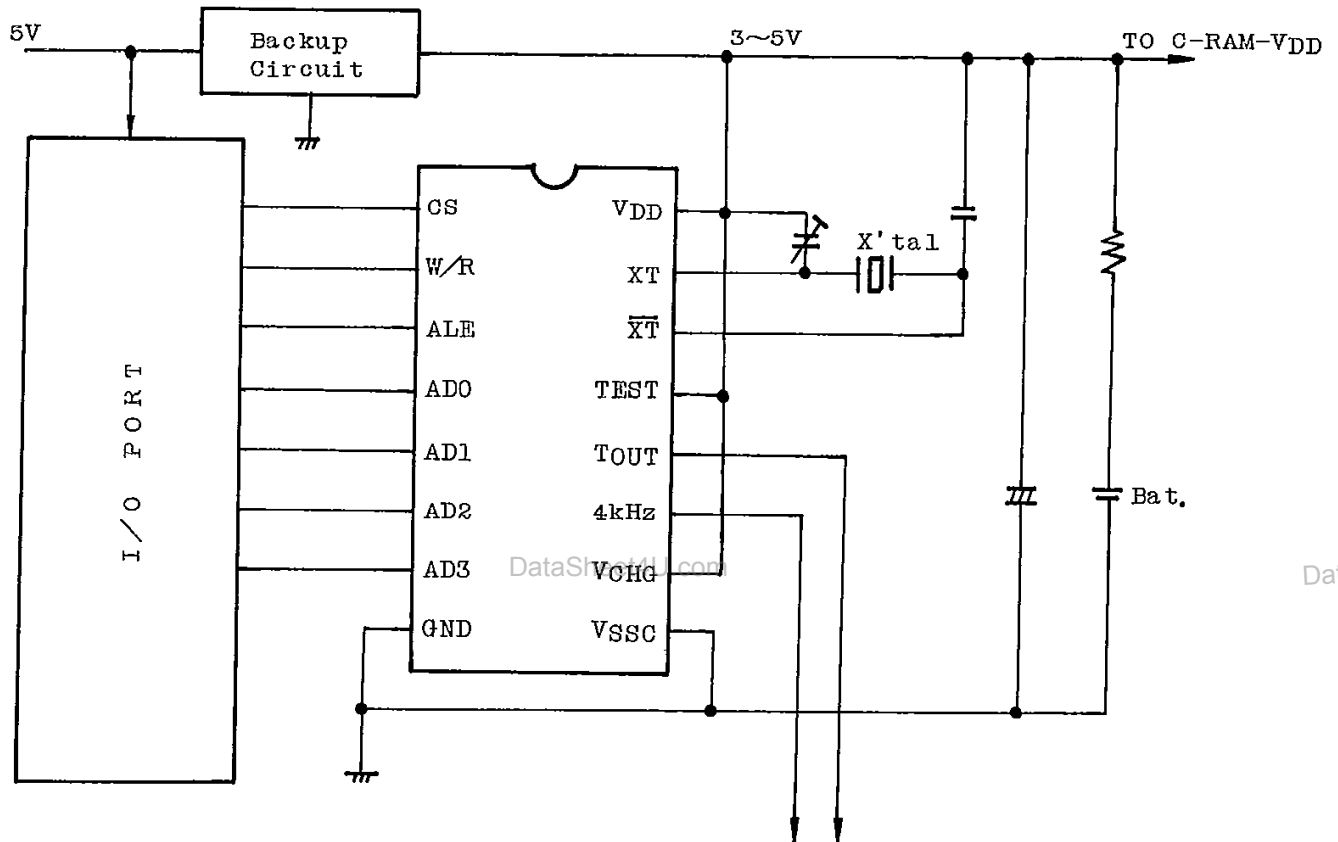 5V
Backup
Circuit
3~5V
TO C-RAM-VDD
CS
W/R
ALE
AD0
AD1
AD2
AD3
GND
VDD
XT
X̅T̅
TEST
TOUT
4kHz
VCHG
VSSC
X'tal
Bat.
I/O PORT
DataSheet4U.com
Dat